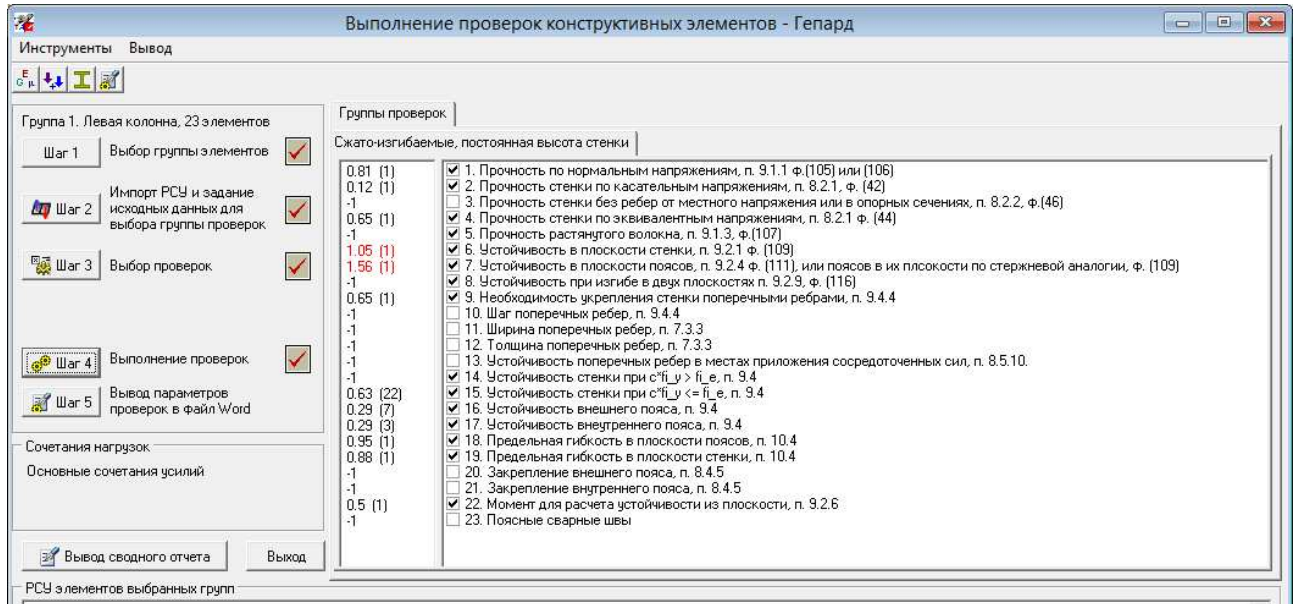 Выполнение проверок конструктивных элементов - Гепард
Инструменты Вывод
Группа 1. Левая колонна, 23 элементов
Шаг 1 Выбор группы элементов
Шаг 2 Импорт РСУ и задание
исходных данных для
выбора группы проверок
Шаг 3 Выбор проверок
Шаг 4 Выполнение проверок
Шаг 5 Вывод параметров
проверок в файл Word
Сочетания нагрузок
Основные сочетания усилий
Вывод сводного отчета Выход
Группы проверок
Сжато-изгибаемые, постоянная высота стенки
0.81 (1) 1. Прочность по нормальным напряжениям, п. 9.1.1 ф.(105) или (106)
0.12 (1) 2. Прочность стенки по касательным напряжениям, п. 8.2.1, ф. (42)
-1 3. Прочность стенки без ребер от местного напряжения или в опорных сечениях, п. 8.2.2, ф.(46)
0.65 (1) 4. Прочность стенки по эквивалентным напряжениям, п. 8.2.1 ф. (44)
-1 5. Прочность растянутого волокна, п. 9.1.3, ф.(107)
1.05 (1) 6. Устойчивость в плоскости стенки, п. 9.2.1 ф. (109)
1.56 (1) 7. Устойчивость в плоскости поясов, п. 9.2.4 ф. (111), или поясов в их плсокости по стержневой аналогии, ф. (109)
-1 8. Устойчивость при изгибе в двух плоскостях п. 9.2.9, ф. (116)
0.65 (1) 9. Необходимость укрепления стенки поперечными ребрами, п. 9.4.4
-1 10. Шаг поперечных ребер, п. 9.4.4
-1 11. Ширина поперечных ребер, п. 7.3.3
-1 12. Толщина поперечных ребер, п. 7.3.3
-1 13. Устойчивость поперечных ребер в местах приложения сосредоточенных сил, п. 8.5.10.
-1 14. Устойчивость стенки при c*fi_y > fi_e, п. 9.4
0.63 (22) 15. Устойчивость стенки при c*fi_y <= fi_e, п. 9.4
0.29 (7) 16. Устойчивость внешнего пояса, п. 9.4
0.29 (3) 17. Устойчивость внеутреннего пояса, п. 9.4
0.95 (1) 18. Предельная гибкость в плоскости поясов, п. 10.4
0.88 (1) 19. Предельная гибкость в плоскости стенки, п. 10.4
-1 20. Закрепление внешнего пояса, п. 8.4.5
-1 21. Закрепление внутреннего пояса, п. 8.4.5
0.5 (1) 22. Момент для расчета устойчивости из плоскости, п. 9.2.6
-1 23. Поясные сварные швы
РСУ элементов выбранных групп